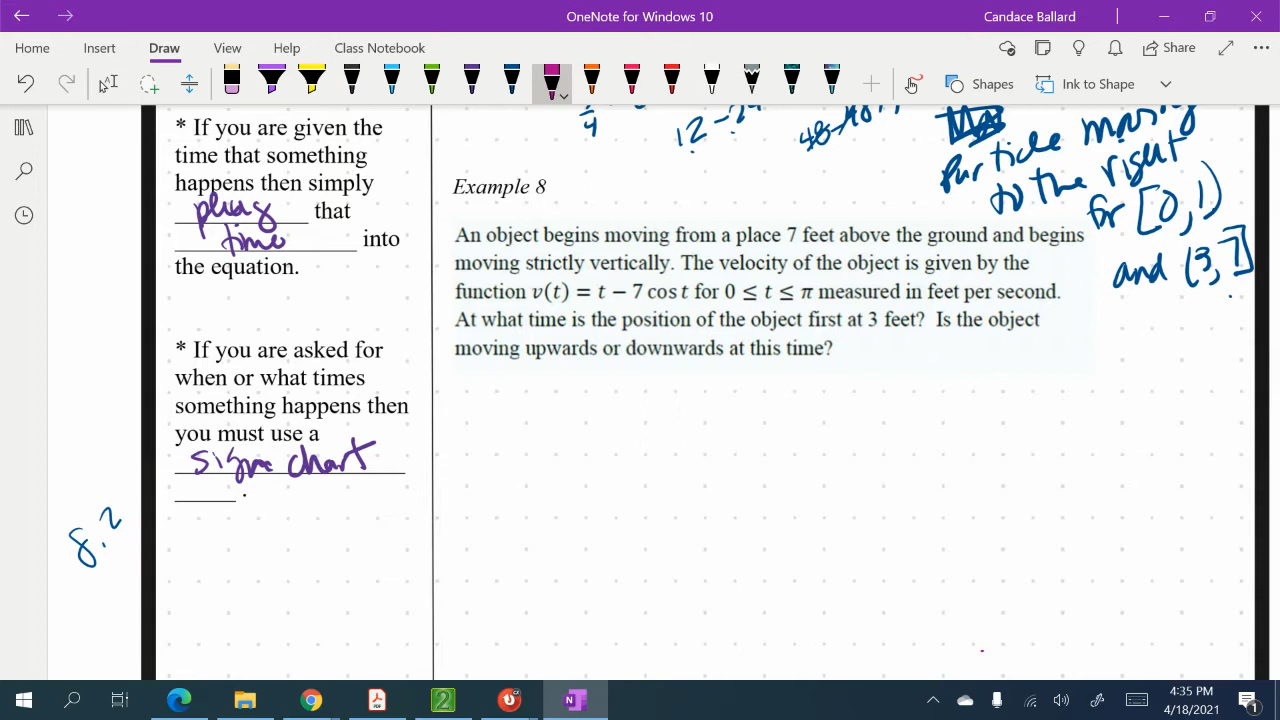 OneNote for Windows 10
Candace Ballard
Home Insert Draw View Help Class Notebook
Share
Shapes
Ink to Shape
* If you are given the
time that something
happens then simply
plug that
time into
the equation.
* If you are asked for
when or what times
something happens then
you must use a
sign chart
.
8.2
12 - 24
Particle moving
to the right
for [0,1)
and (3,7]
Example 8
An object begins moving from a place 7 feet above the ground and begins
moving strictly vertically. The velocity of the object is given by the
function v(t) = t − 7 cos t for 0 ≤ t ≤ π measured in feet per second.
At what time is the position of the object first at 3 feet? Is the object
moving upwards or downwards at this time?
4:35 PM
4/18/2021